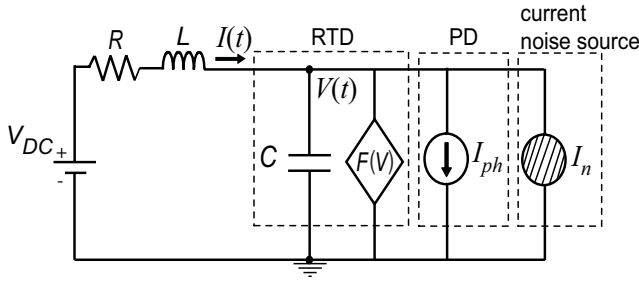 current
noise source
R
L
I(t)
RTD
PD
V(t)
V_DC
+
-
C
F(V)
I_ph
I_n